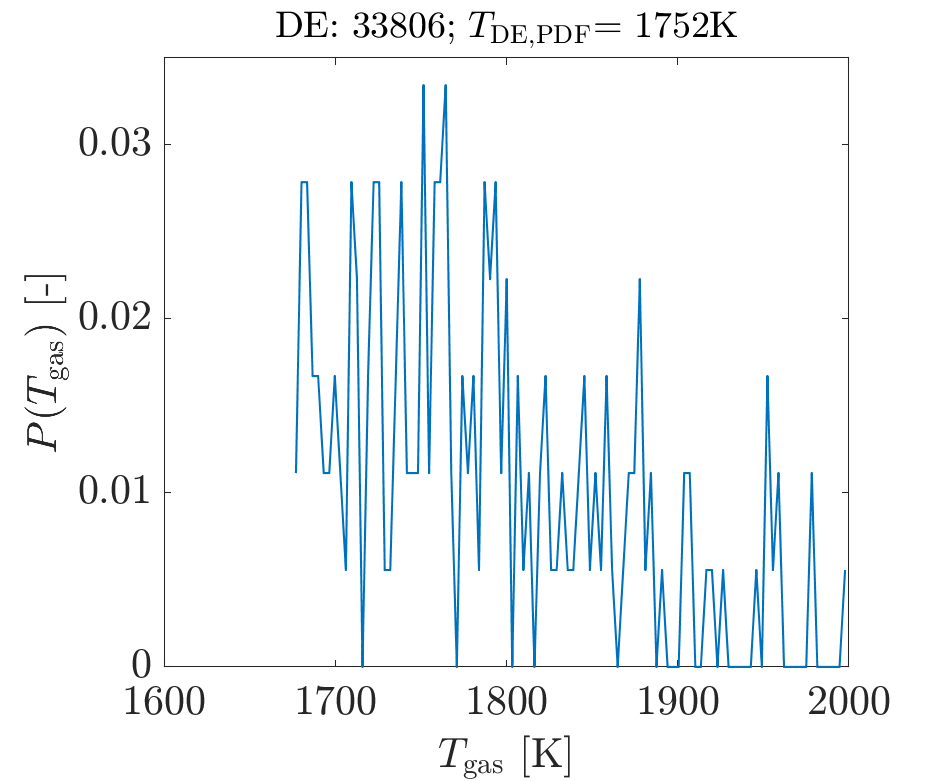 DE: 33806; T_DE,PDF= 1752K
P(T_gas) [-]
0.03
0.02
0.01
0
1600 1700 1800 1900 2000
T_gas [K]